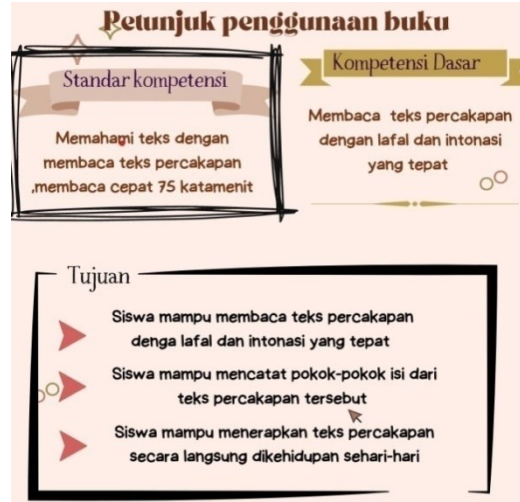 Petunjuk penggunaan buku
Standar kompetensi
Memahami teks dengan
membaca teks percakapan
,membaca cepat 75 katamenit
Kompetensi Dasar
Membaca teks percakapan
dengan lafal dan intonasi
yang tepat
Tujuan
Siswa mampu membaca teks percakapan
denga lafal dan intonasi yang tepat
Siswa mampu mencatat pokok-pokok isi dari
teks percakapan tersebut
Siswa mampu menerapkan teks percakapan
secara langsung dikehidupan sehari-hari